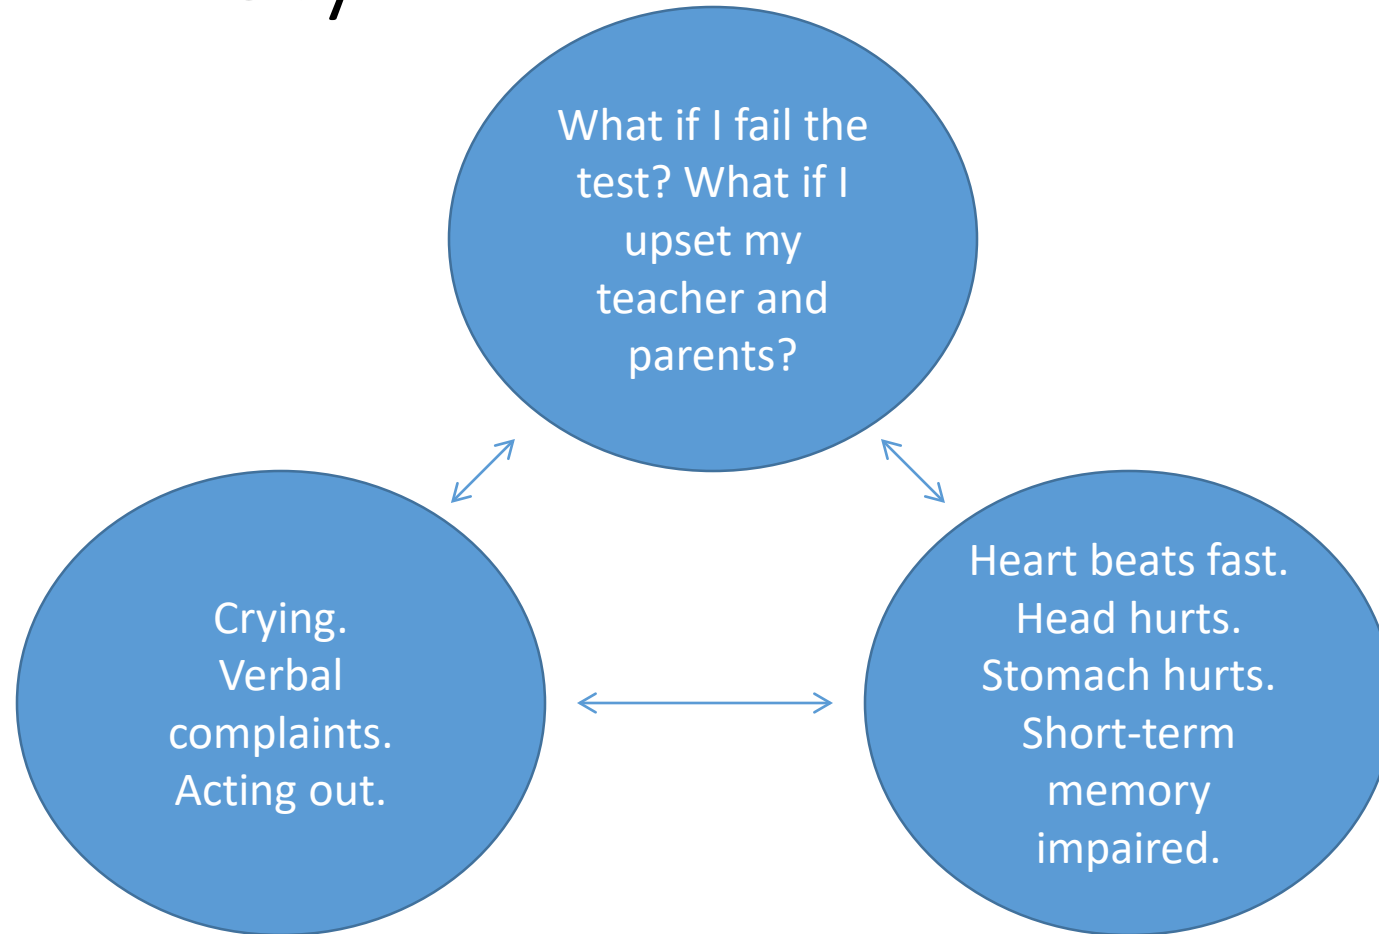 What if I fail the
test? What if I
upset my
teacher and
parents?
Crying.
Verbal
complaints.
Acting out.
Heart beats fast.
Head hurts.
Stomach hurts.
Short-term
memory
impaired.